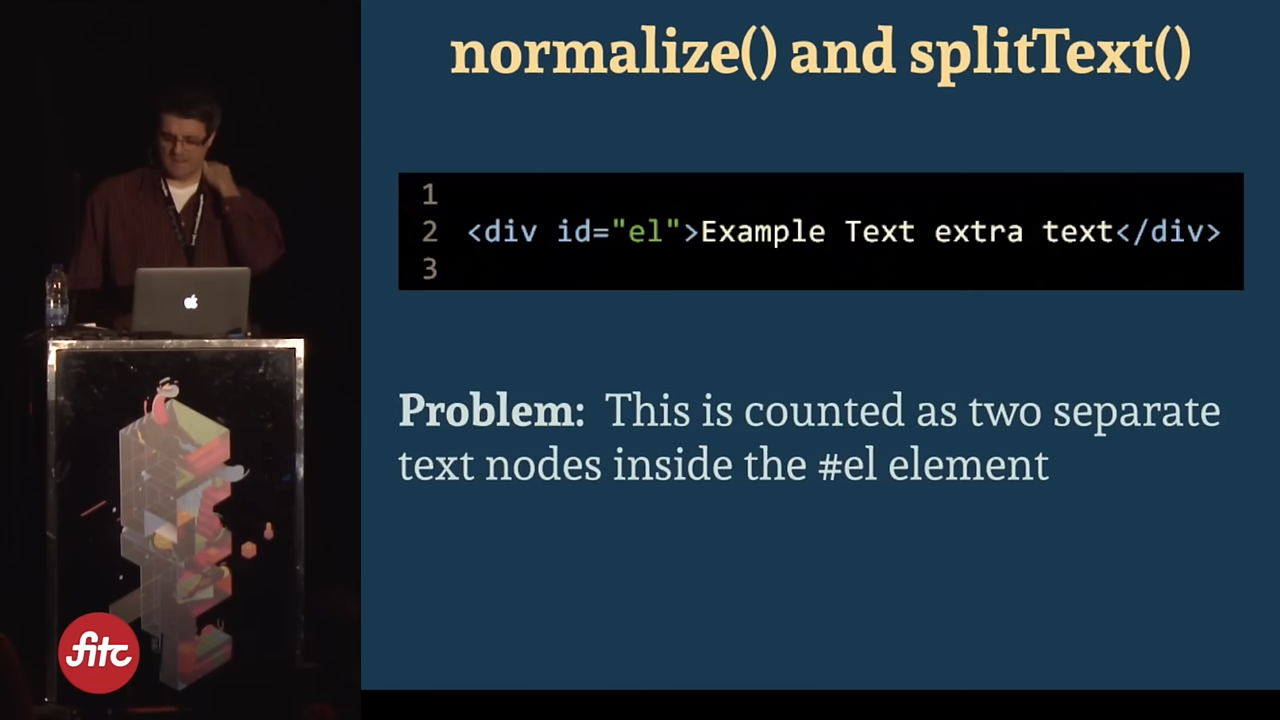 normalize() and splitText()
1
2 <div id="el">Example Text extra text</div>
3
Problem: This is counted as two separate
text nodes inside the #el element
fitc